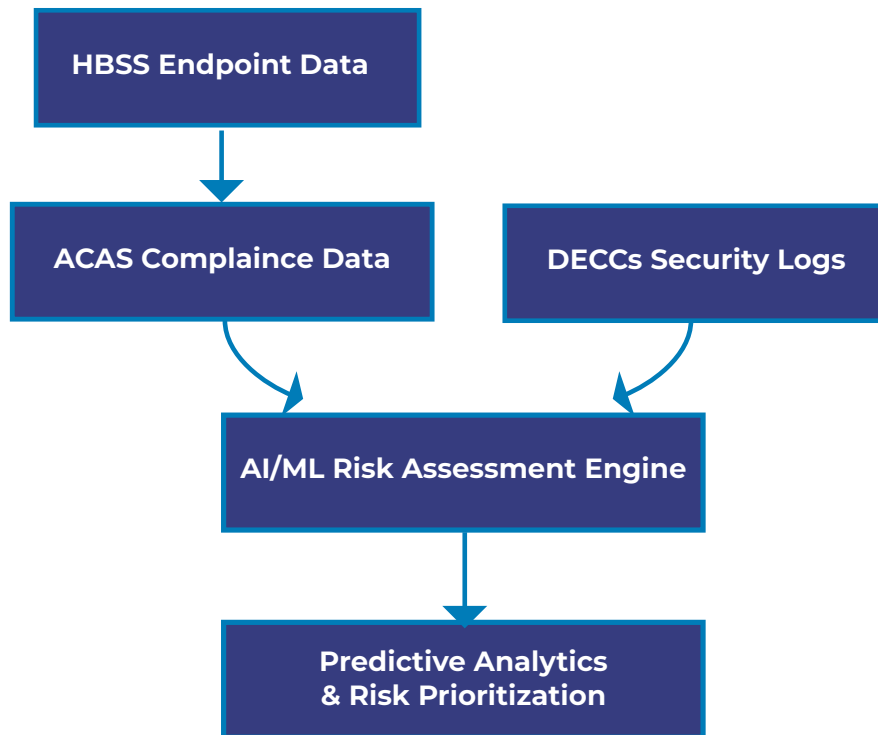 HBSS Endpoint Data
ACAS Complaince Data
DECCs Security Logs
AI/ML Risk Assessment Engine
Predictive Analytics
& Risk Prioritization